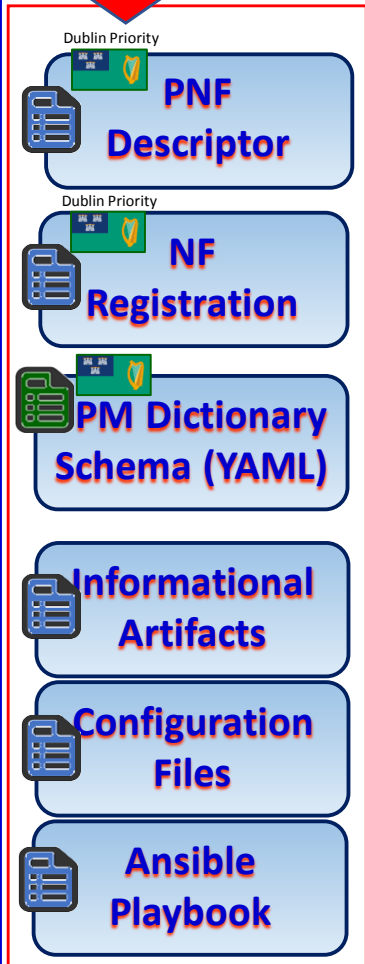 Dublin Priority
PNF
Descriptor
Dublin Priority
NF
Registration
PM Dictionary
Schema (YAML)
Informational
Artifacts
Configuration
Files
Ansible
Playbook